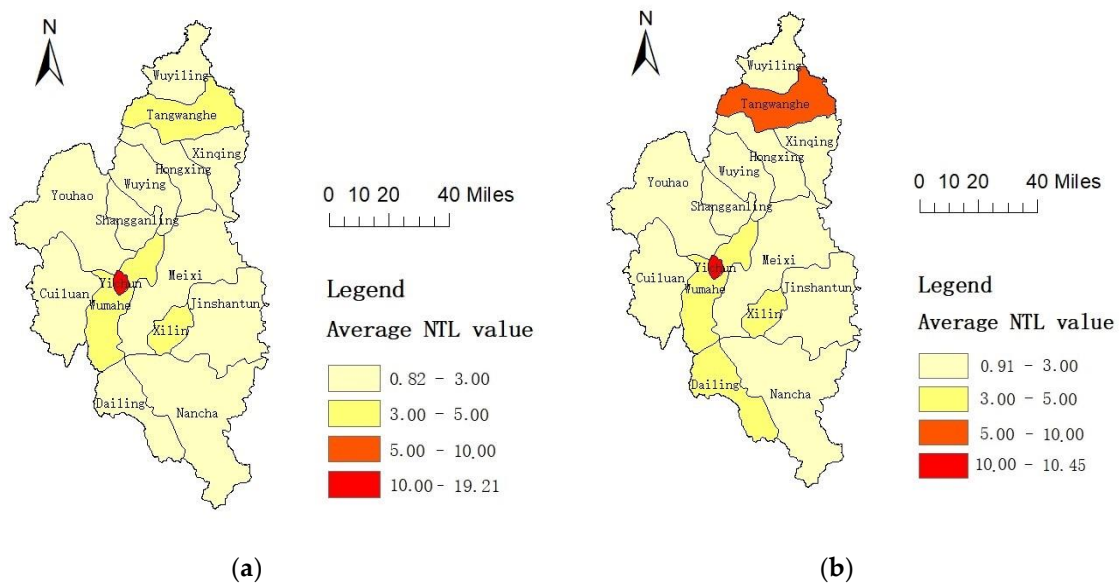 N
Wuyiling
Tangwanghe
Xinqing
Hongxing
Wuying
Youhao
Shangganling
Meixi
Yichun
Cuiluan
Jinshantun
Wumahe
Xilin
Dailing
Nancha
0 10 20 40 Miles
Legend
Average NTL value
0.82 - 3.00
3.00 - 5.00
5.00 - 10.00
10.00 - 19.21
(a)
N
Wuyiling
Tangwanghe
Xinqing
Hongxing
Wuying
Youhao
Shangganling
Meixi
Yichun
Cuiluan
Jinshantun
Wumahe
Xilin
Dailing
Nancha
0 10 20 40 Miles
Legend
Average NTL value
0.91 - 3.00
3.00 - 5.00
5.00 - 10.00
10.00 - 10.45
(b)